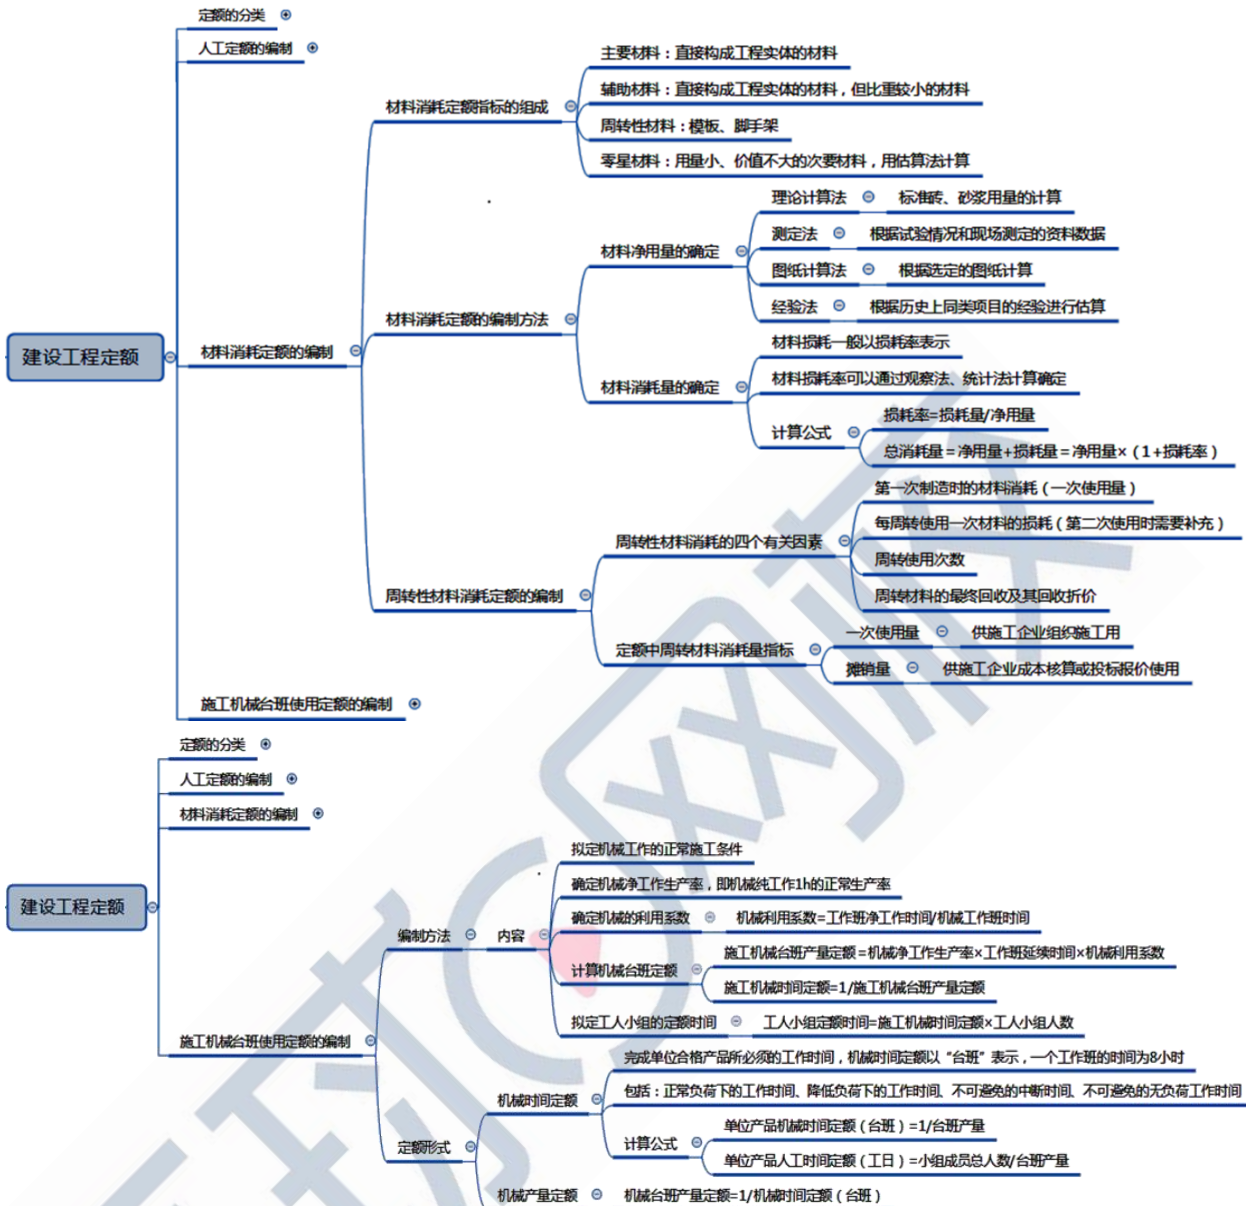 定额的分类
人工定额的编制
主要材料：直接构成工程实体的材料
材料消耗定额指标的组成
辅助材料：直接构成工程实体的材料，但比重较小的材料
周转性材料：模板、脚手架
零星材料：用量小、价值不大的次要材料，用估算法计算
理论计算法 标准砖、砂浆用量的计算
测定法 根据试验情况和现场测定的资料数据
材料净用量的确定
图纸计算法 根据选定的图纸计算
经验法 根据历史上同类项目的经验进行估算
材料消耗定额的编制方法
材料损耗一般以损耗率表示
建设工程定额
材料消耗定额的编制
材料消耗量的确定
材料损耗率可以通过观察法、统计法计算确定
损耗率=损耗量/净用量
计算公式
总消耗量=净用量+损耗量=净用量×（1+损耗率）
第一次制造时的材料消耗（一次使用量）
每周转使用一次材料的损耗（第二次使用时需要补充）
周转性材料消耗的四个有关因素
周转使用次数
周转性材料消耗定额的编制
周转材料的最终回收及其回收折价
一次使用量 供施工企业组织施工用
定额中周转材料消耗量指标
摊销量 供施工企业成本核算或投标报价使用
施工机械台班使用定额的编制
定额的分类
人工定额的编制
材料消耗定额的编制
拟定机械工作的正常施工条件
确定机械净工作生产率，即机械纯工作1h的正常生产率
建设工程定额
确定机械的利用系数 机械利用系数=工作班净工作时间/机械工作班时间
编制方法 内容
施工机械台班产量定额=机械净工作生产率×工作班延续时间×机械利用系数
计算机械台班定额
施工机械时间定额=1/施工机械台班产量定额
拟定工人小组的定额时间 工人小组定额时间=施工机械时间定额×工人小组人数
施工机械台班使用定额的编制
完成单位合格产品所必须的工作时间，机械时间定额以“台班”表示，一个工作班的时间为8小时
包括：正常负荷下的工作时间、降低负荷下的工作时间、不可避免的中断时间、不可避免的无负荷工作时间
机械时间定额
单位产品机械时间定额（台班）=1/台班产量
定额形式
计算公式
单位产品人工时间定额（工日）=小组成员总人数/台班产量
机械产量定额 机械台班产量定额=1/机械时间定额（台班）